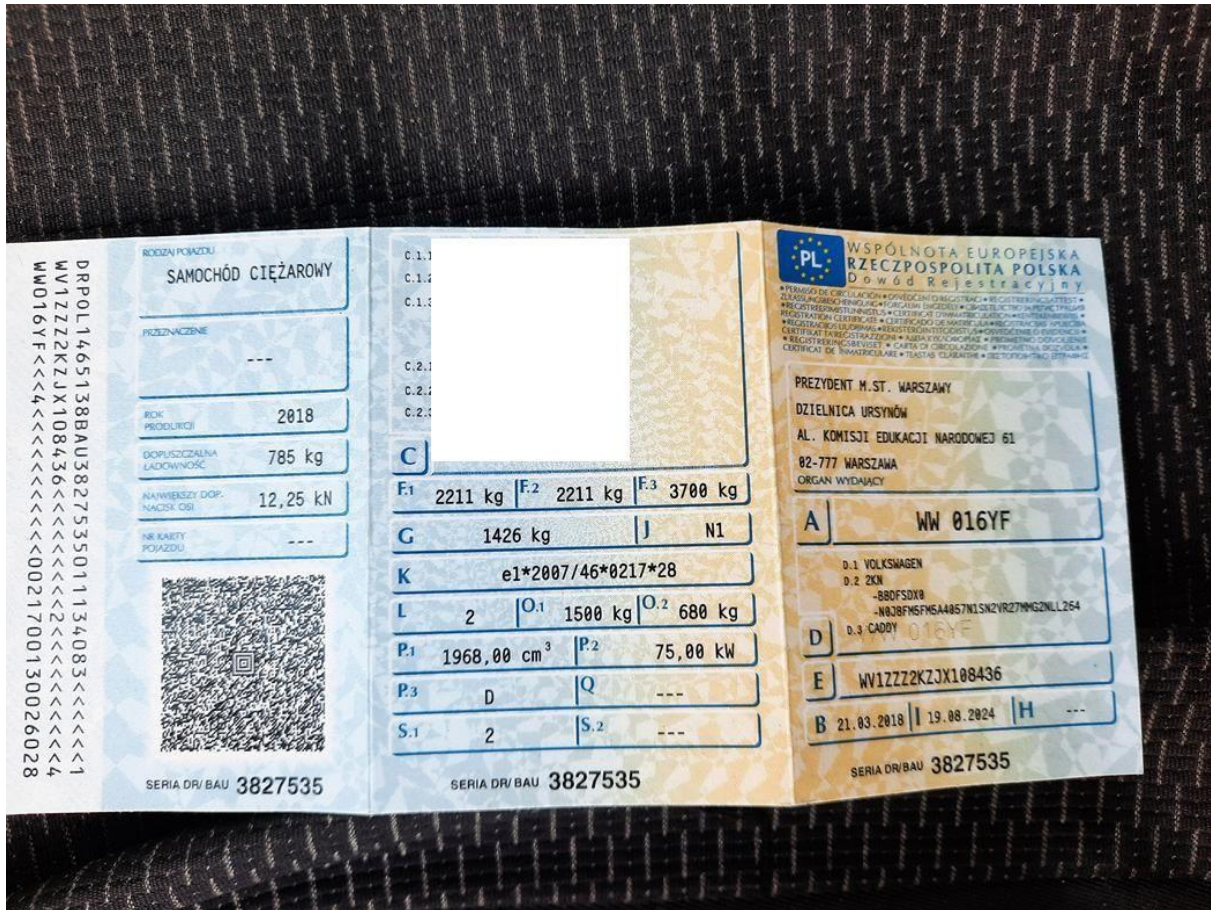 DRPOL1465138BAU382753501113134083<<<<<<1
WV1ZZZ2KZJX108436<<<<<<<<<<2<<<<<<<<<4
WW016YF<<<4<<<<<<<<<<<<0021700130026028
RODZAJ POJAZDU
SAMOCHÓD CIĘŻAROWY
PRZEZNACZENIE
---
ROK
PRODUKCJI
2018
DOPUSZCZALNA
ŁADOWNOŚĆ
785 kg
NAJWIĘKSZY DOP.
NACISK OSI
12,25 kN
NR KARTY
POJAZDU
---
SERIA DR/ BAU 3827535
C.1.1
C.1.2
C.1.3
C.2.1
C.2.2
C.2.3
C
F.1 2211 kg F.2 2211 kg F.3 3700 kg
G 1426 kg J N1
K e1*2007/46*0217*28
L 2 O.1 1500 kg O.2 680 kg
P.1 1968,00 cm³ P.2 75,00 kW
P.3 D Q ---
S.1 2 S.2 ---
SERIA DR/ BAU 3827535
PL
WSPÓLNOTA EUROPEJSKA
RZECZPOSPOLITA POLSKA
Dowód Rejestracyjny
PREZYDENT M.ST. WARSZAWY
DZIELNICA URSYNÓW
AL. KOMISJI EDUKACJI NARODOWEJ 61
02-777 WARSZAWA
ORGAN WYDAJĄCY
A WW 016YF
D.1 VOLKSWAGEN
D.2 2KN
-BBDFSDX0
-N0J8FM5FM5A4057N1SN2VR27MMG2NLL264
D D.3 CADDY 016YF
E WV1ZZZ2KZJX108436
B 21.03.2018 I 19.08.2024 H ---
SERIA DR/ BAU 3827535